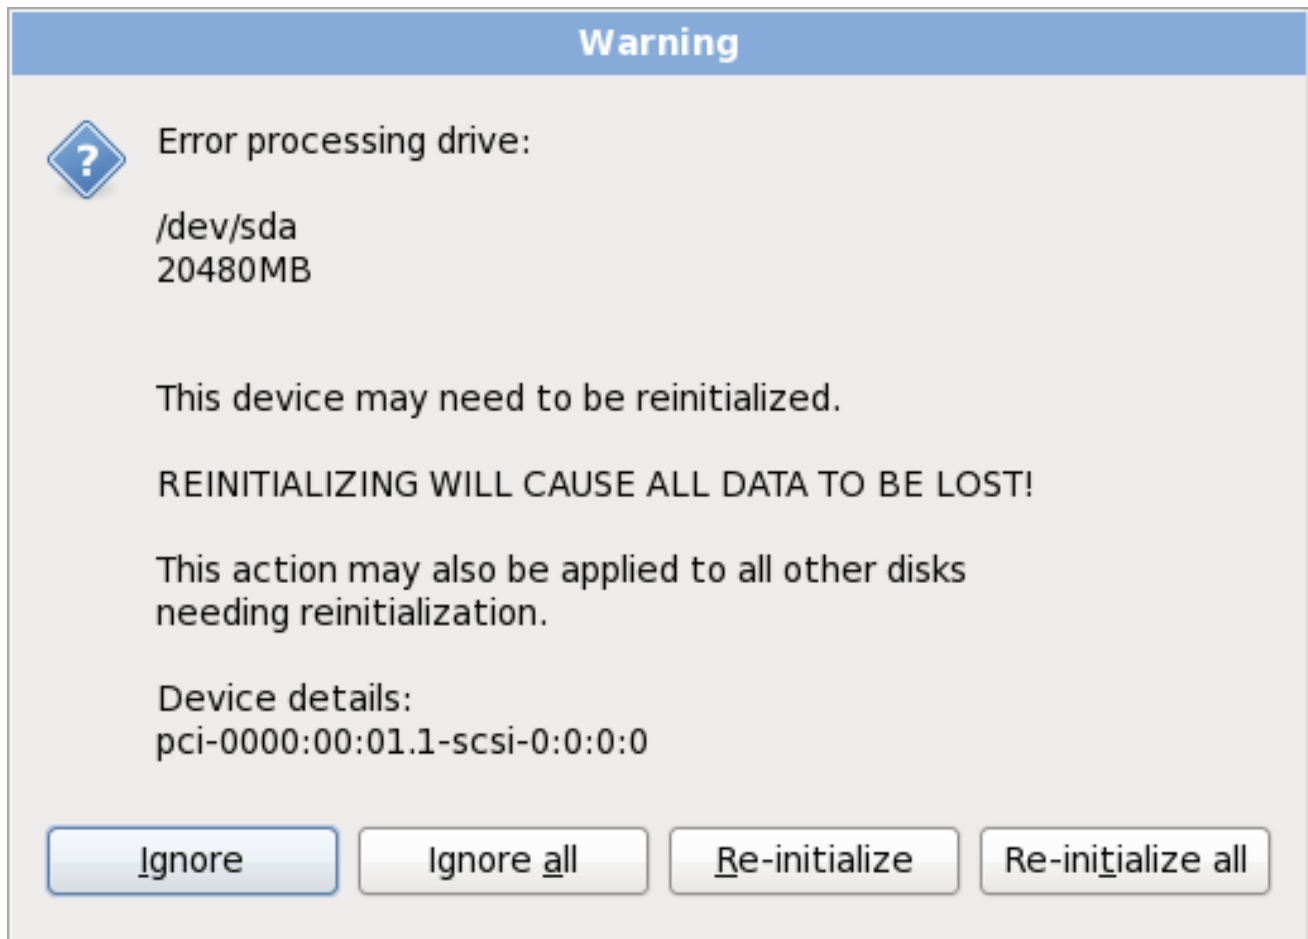 Warning
Error processing drive:
/dev/sda
20480MB
This device may need to be reinitialized.
REINITIALIZING WILL CAUSE ALL DATA TO BE LOST!
This action may also be applied to all other disks
needing reinitialization.
Device details:
pci-0000:00:01.1-scsi-0:0:0:0
Ignore Ignore all Re-initialize Re-initialize all